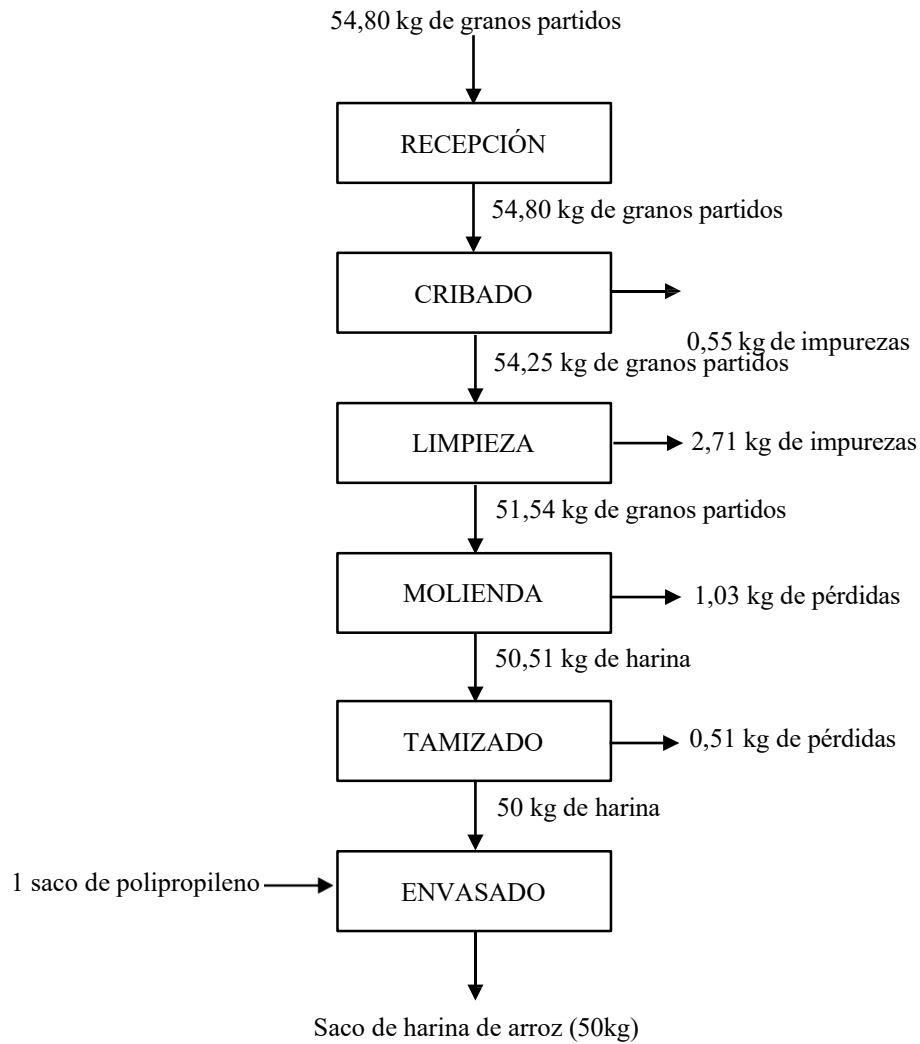 54,80 kg de granos partidos
RECEPCIÓN
54,80 kg de granos partidos
CRIBADO
0,55 kg de impurezas
54,25 kg de granos partidos
LIMPIEZA
2,71 kg de impurezas
51,54 kg de granos partidos
MOLIENDA
1,03 kg de pérdidas
50,51 kg de harina
TAMIZADO
0,51 kg de pérdidas
50 kg de harina
1 saco de polipropileno
ENVASADO
Saco de harina de arroz (50kg)